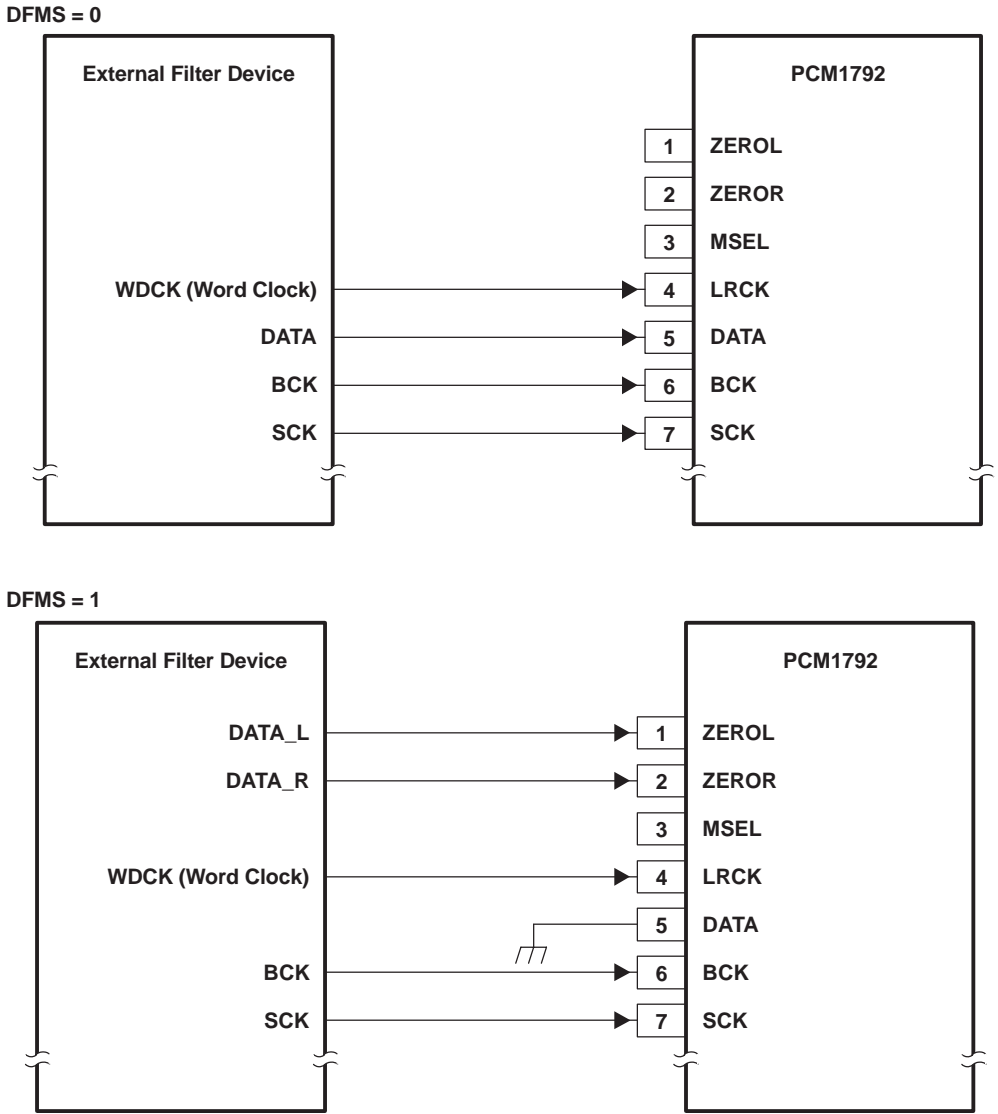 DFMS = 0
External Filter Device
PCM1792
1 ZEROL
2 ZEROR
3 MSEL
WDCK (Word Clock) 4 LRCK
DATA 5 DATA
BCK 6 BCK
SCK 7 SCK
DFMS = 1
External Filter Device
PCM1792
DATA_L 1 ZEROL
DATA_R 2 ZEROR
3 MSEL
WDCK (Word Clock) 4 LRCK
5 DATA
BCK 6 BCK
SCK 7 SCK